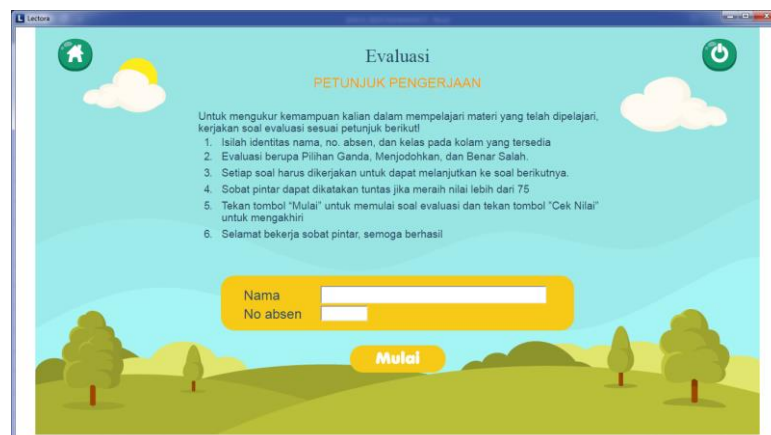 Lectora
Evaluasi
PETUNJUK PENGERJAAN
Untuk mengukur kemampuan kalian dalam mempelajari materi yang telah dipelajari,
kerjakan soal evaluasi sesuai petunjuk berikut!
1. Isilah identitas nama, no. absen, dan kelas pada kolam yang tersedia
2. Evaluasi berupa Pilihan Ganda, Menjodohkan, dan Benar Salah.
3. Setiap soal harus dikerjakan untuk dapat melanjutkan ke soal berikutnya.
4. Sobat pintar dapat dikatakan tuntas jika meraih nilai lebih dari 75
5. Tekan tombol "Mulai" untuk memulai soal evaluasi dan tekan tombol "Cek Nilai"
untuk mengakhiri
6. Selamat bekerja sobat pintar, semoga berhasil
Nama
No absen
Mulai